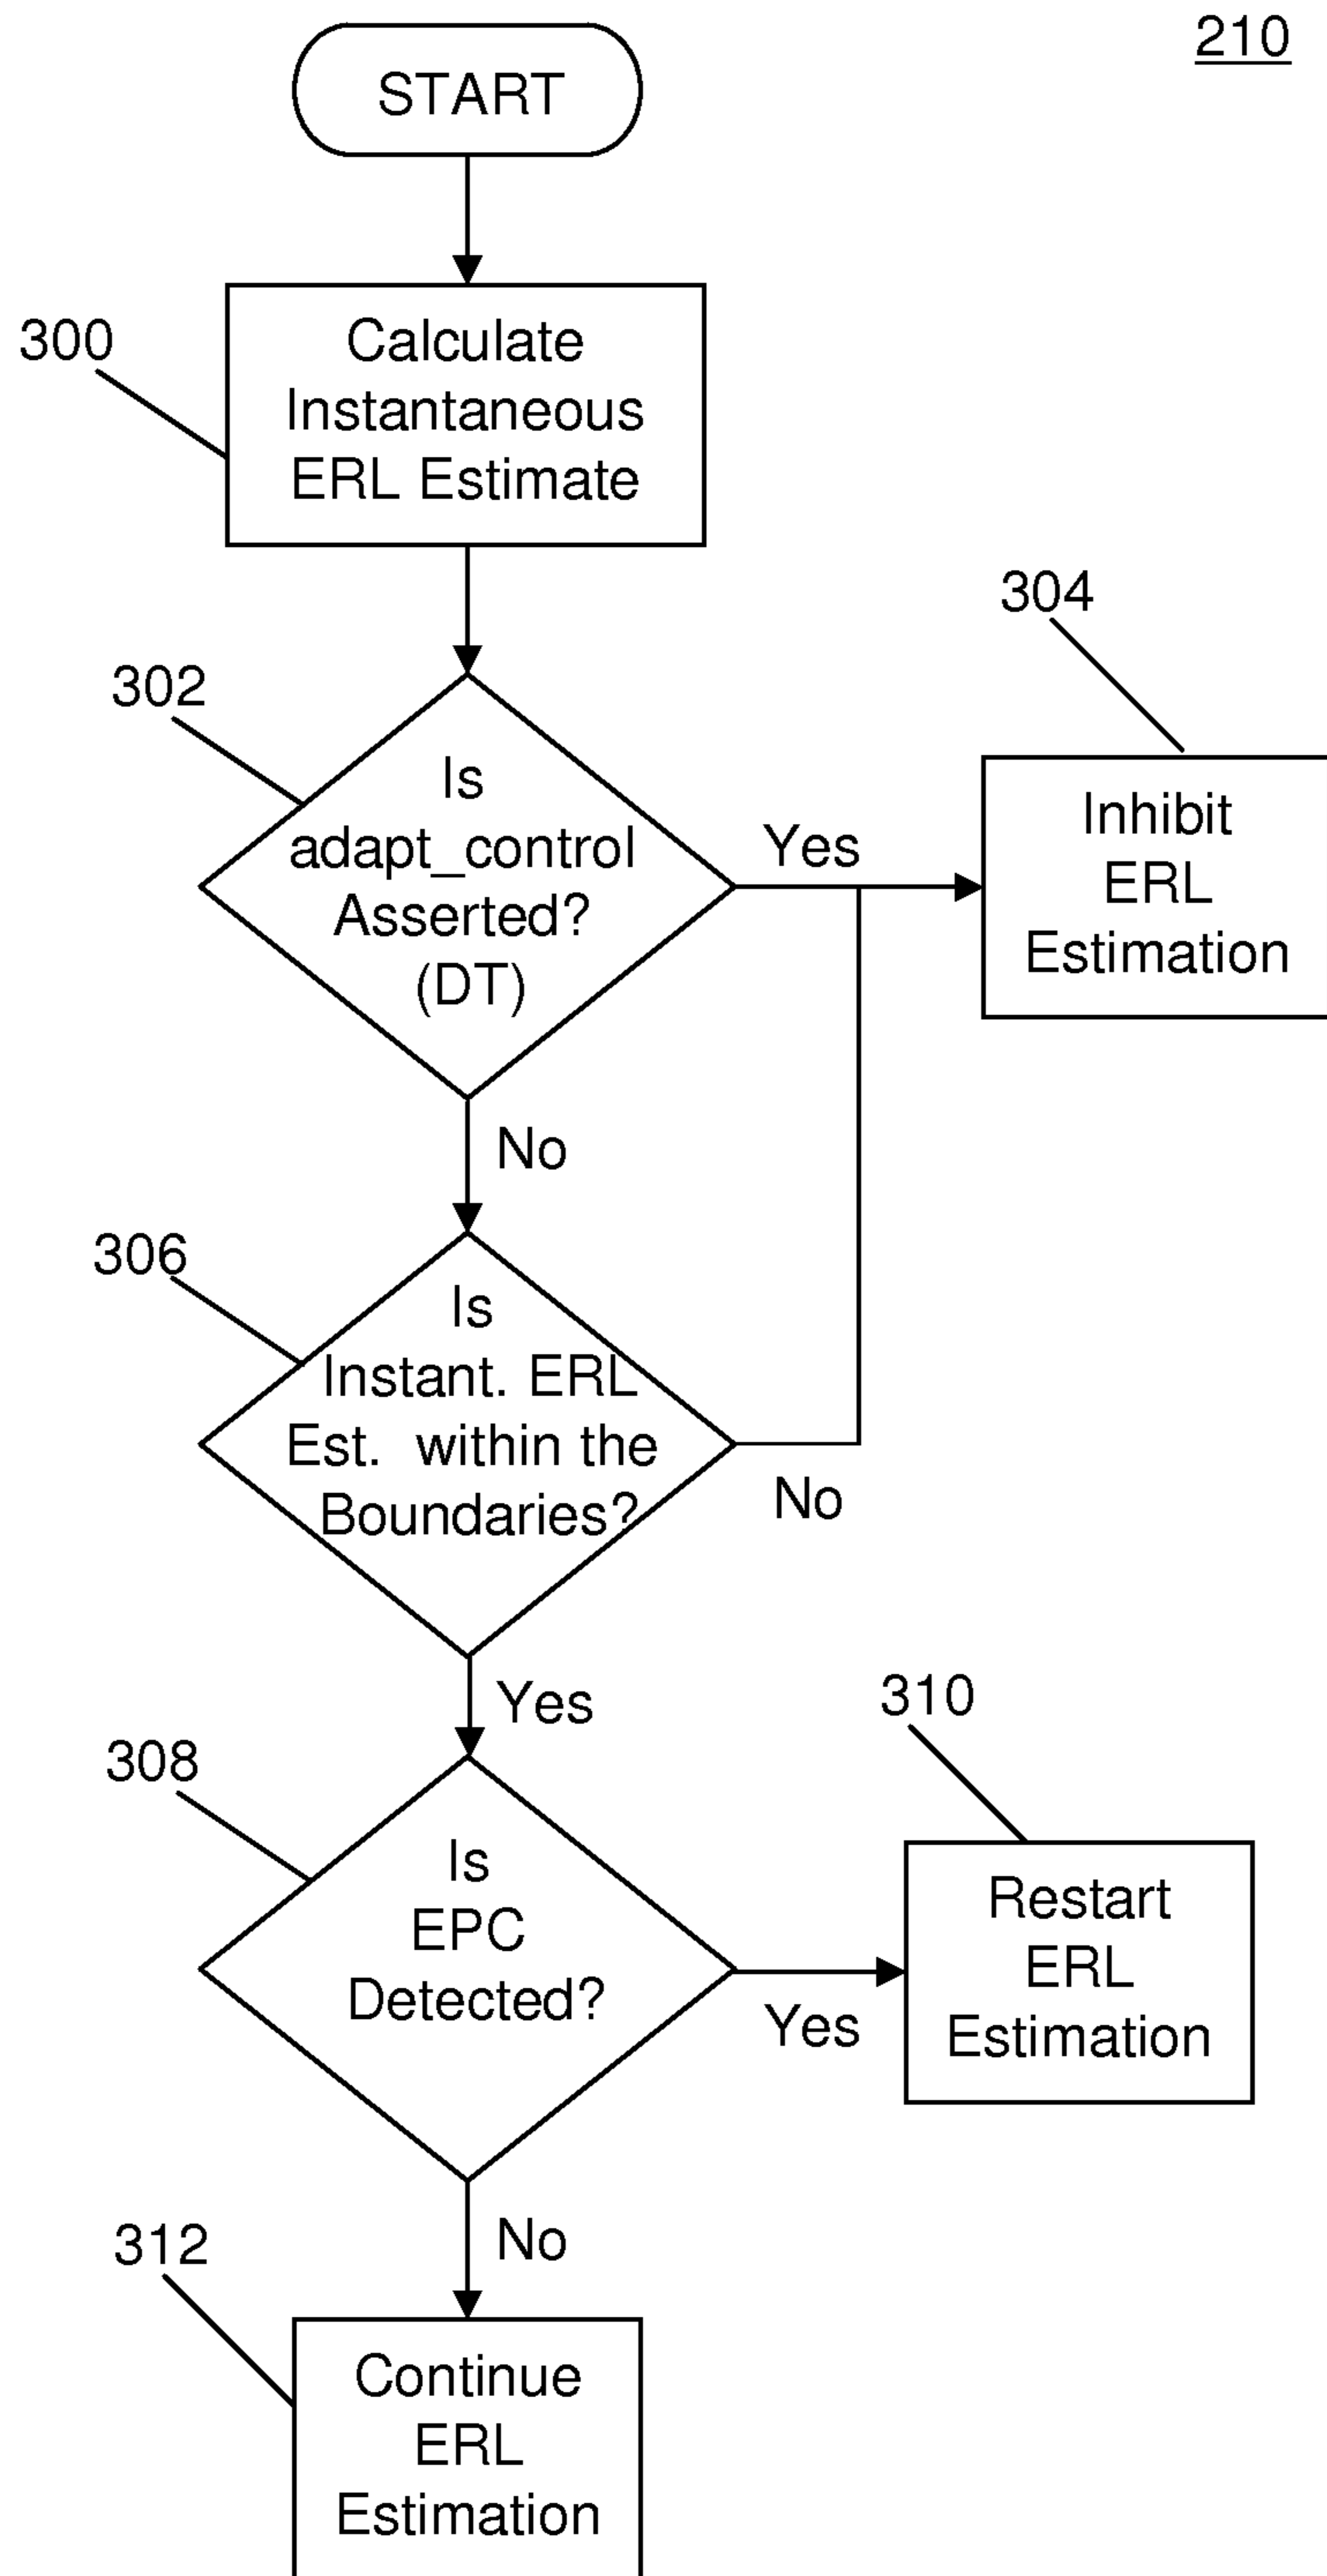 210
START
300
Calculate
Instantaneous
ERL Estimate
302
Is
adapt_control
Asserted?
(DT)
Yes
304
Inhibit
ERL
Estimation
No
306
Is
Instant. ERL
Est. within the
Boundaries?
No
Yes
308
Is
EPC
Detected?
Yes
310
Restart
ERL
Estimation
No
312
Continue
ERL
Estimation